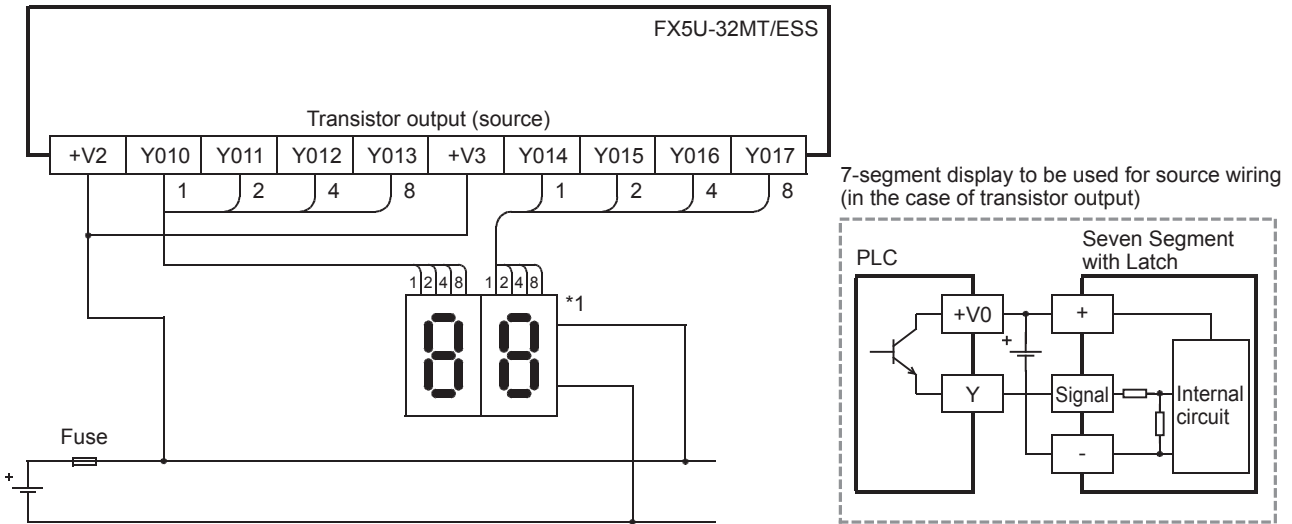 FX5U-32MT/ESS
Transistor output (source)
+V2 Y010 Y011 Y012 Y013 +V3 Y014 Y015 Y016 Y017
1 2 4 8 1 2 4 8
1 2 4 8 1 2 4 8
*1
Fuse
+
7-segment display to be used for source wiring
(in the case of transistor output)
PLC
Seven Segment
with Latch
+V0 +
+
Y Signal
Internal
circuit
-